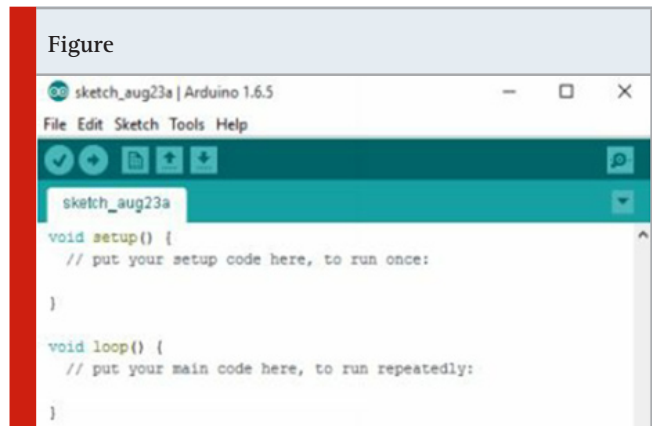 Figure
sketch_aug23a | Arduino 1.6.5
File Edit Sketch Tools Help
sketch_aug23a
void setup() {
// put your setup code here, to run once:
}
void loop() {
// put your main code here, to run repeatedly:
}